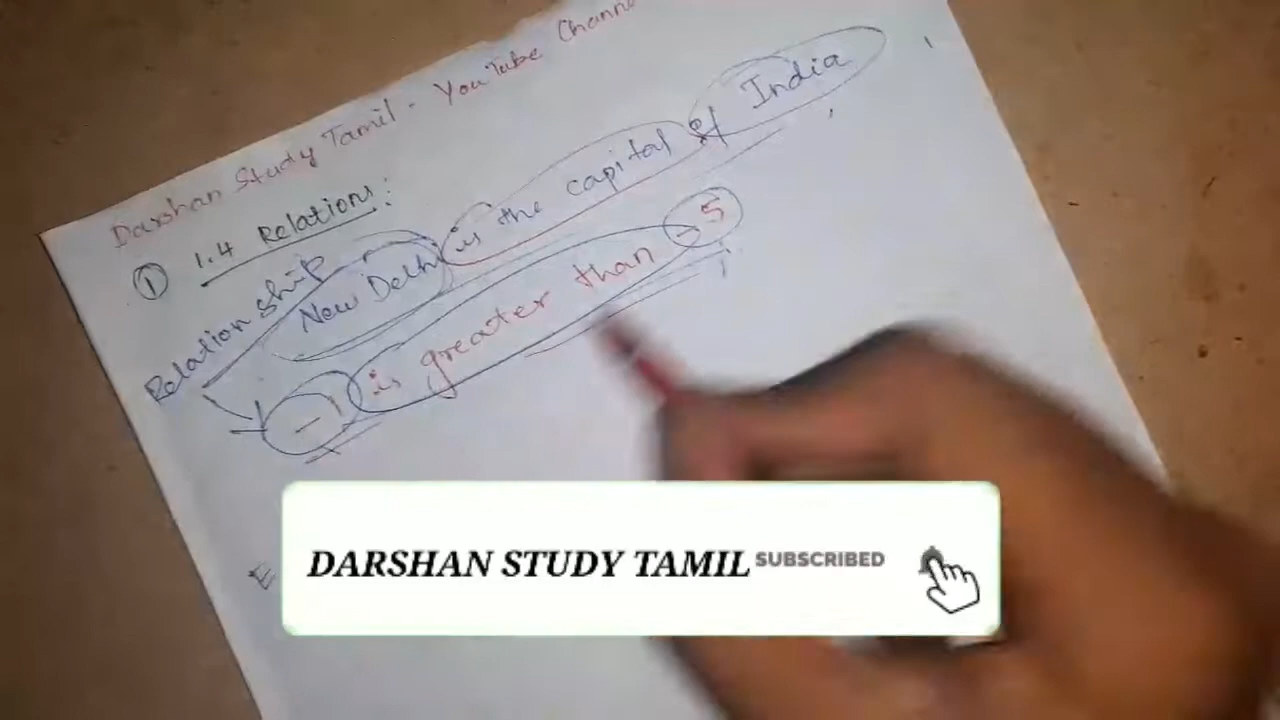 Darshan Study Tamil - YouTube Channe
① 1.4 Relations:
Relationship
New Delhi is the capital of India
-1 is greater than -5
E
DARSHAN STUDY TAMIL SUBSCRIBED